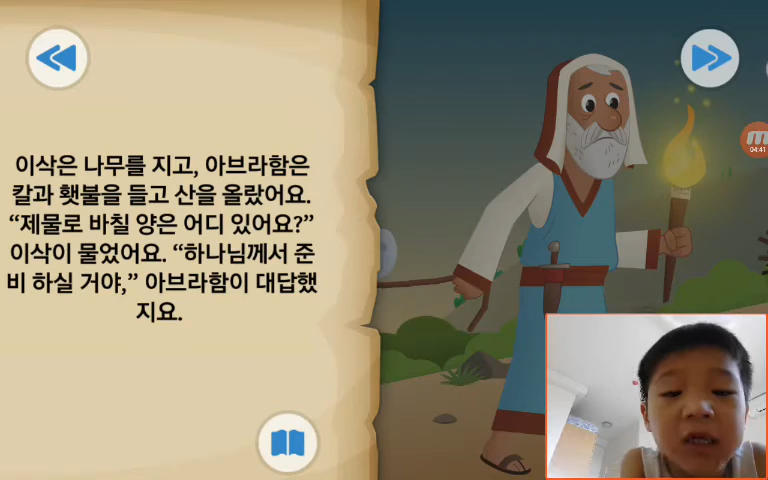 이삭은 나무를 지고, 아브라함은
칼과 횃불을 들고 산을 올랐어요.
“제물로 바칠 양은 어디 있어요?”
이삭이 물었어요. “하나님께서 준
비 하실 거야,” 아브라함이 대답했
지요.
04:41